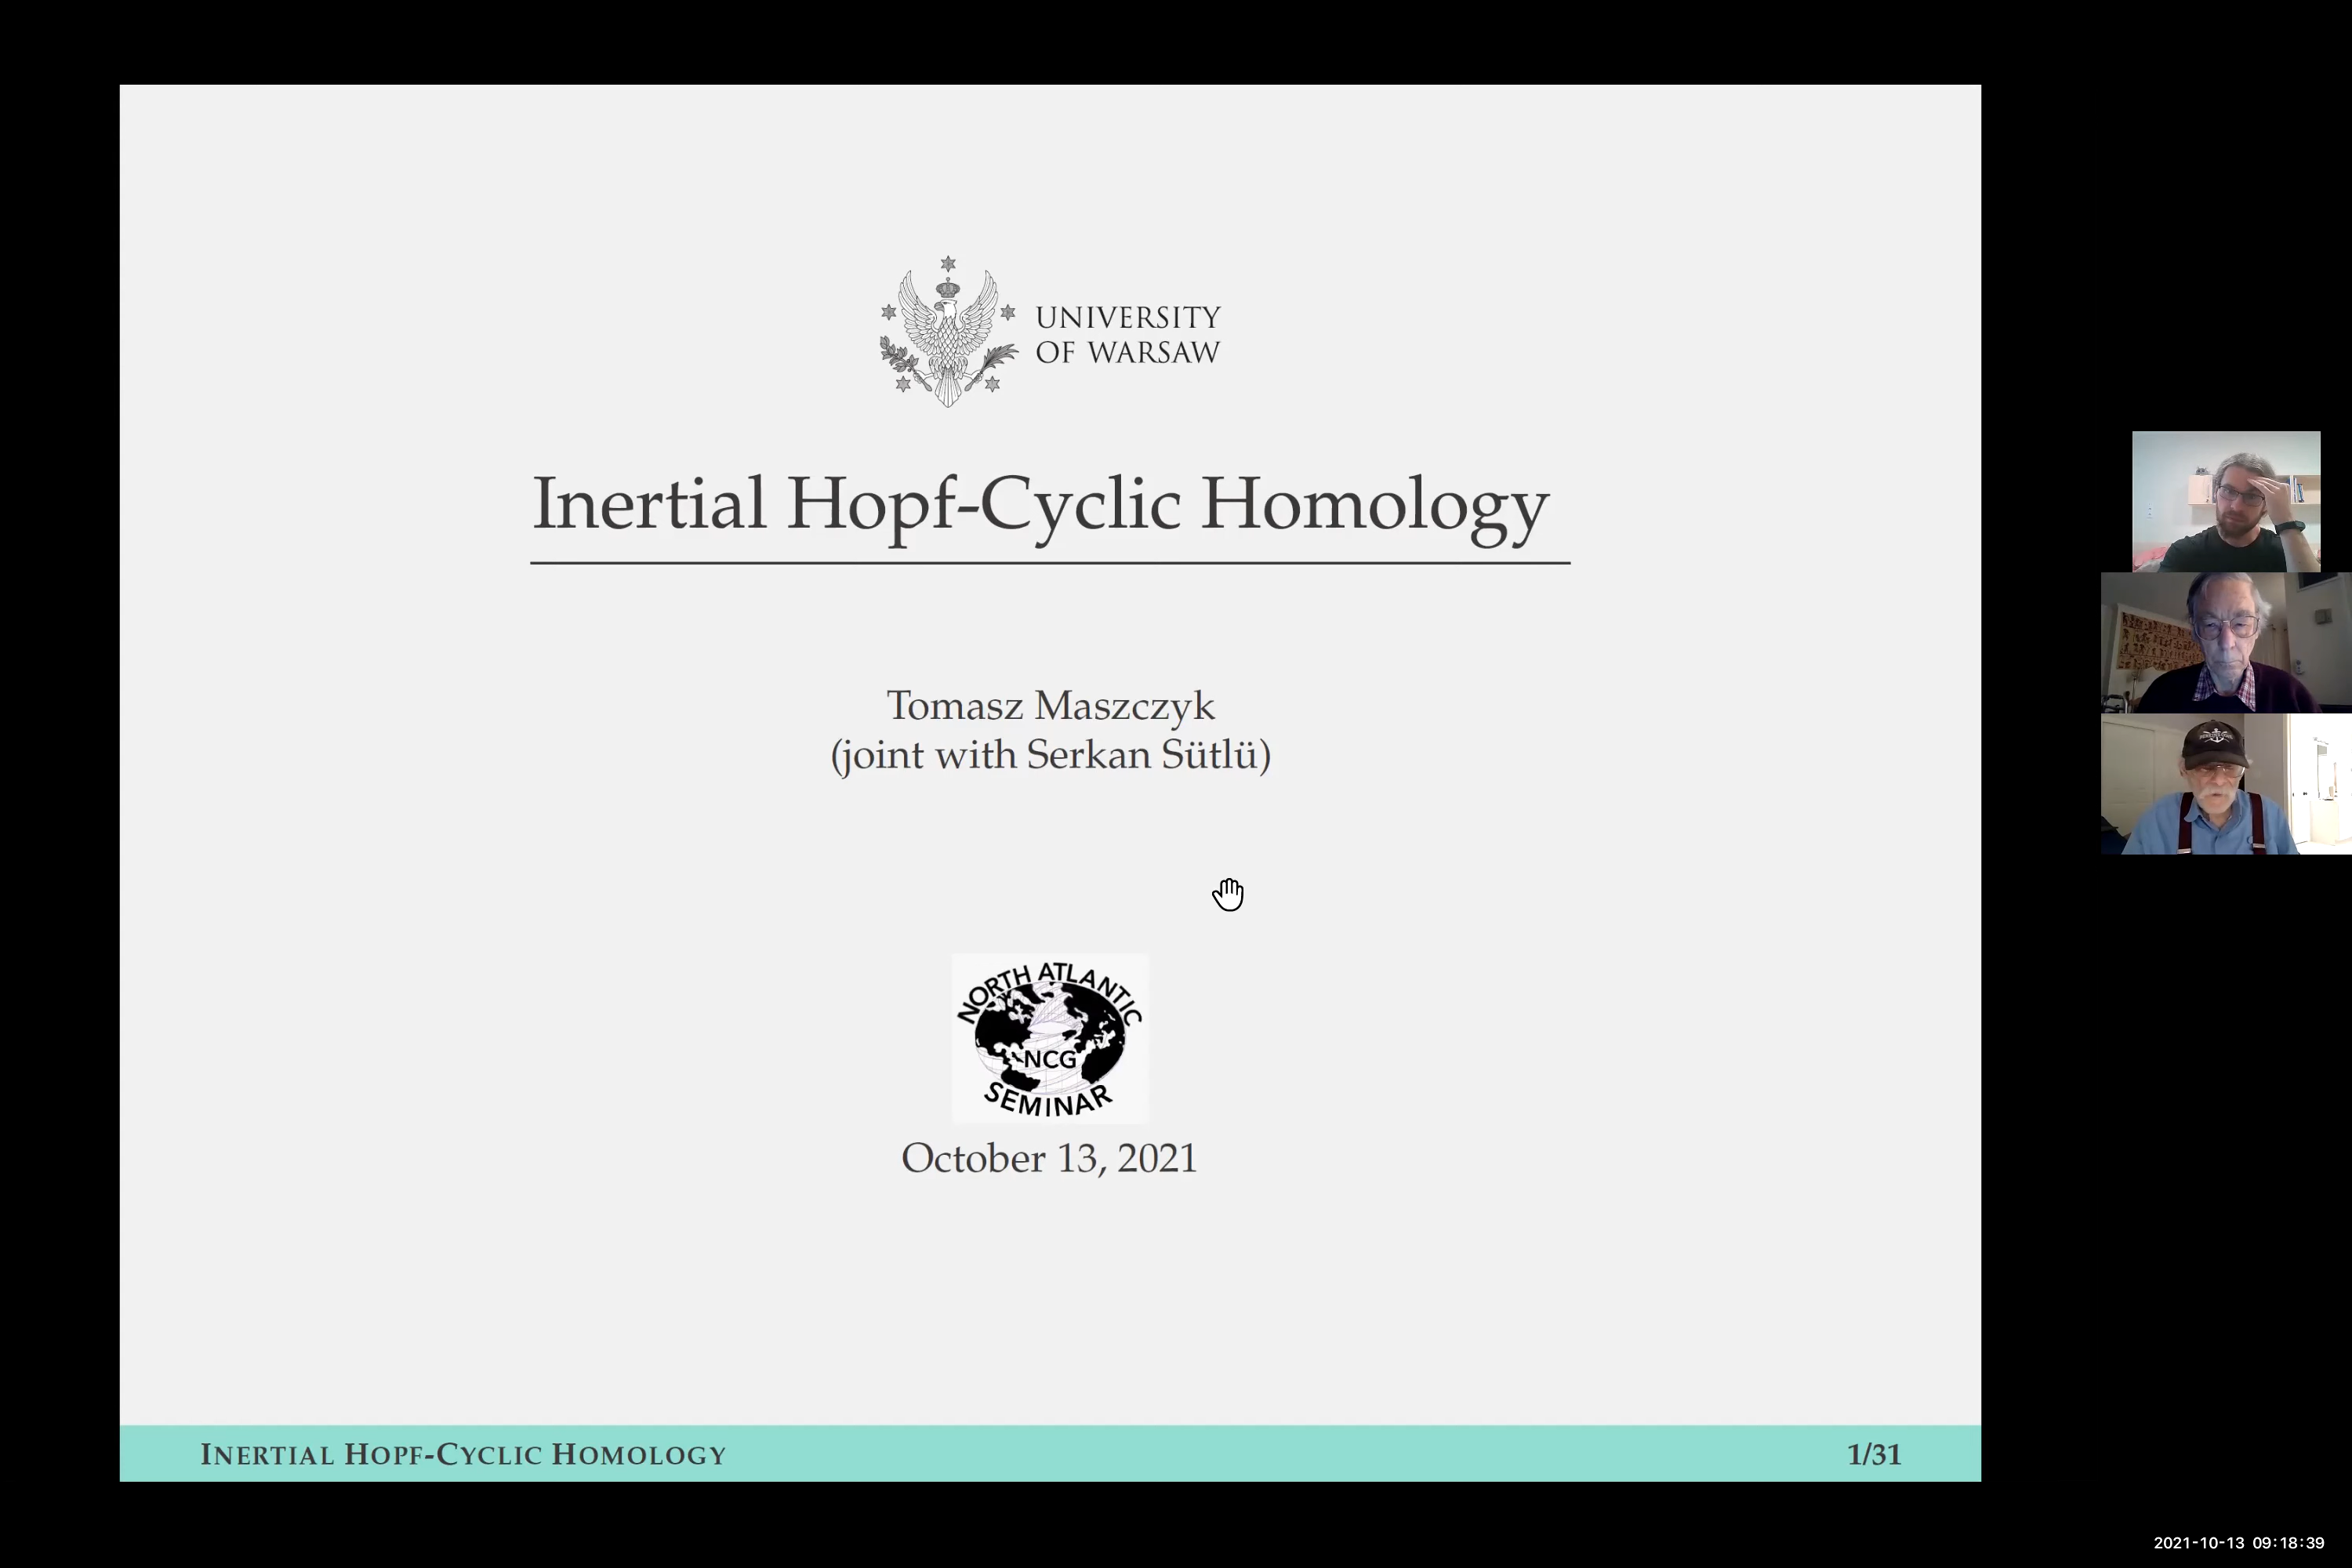 UNIVERSITY
OF WARSAW
Inertial Hopf-Cyclic Homology
Tomasz Maszczyk
(joint with Serkan Sütlü)
NORTH ATLANTIC
NCG
SEMINAR
October 13, 2021
INERTIAL HOPF-CYCLIC HOMOLOGY
1/31
2021-10-13 09:18:39